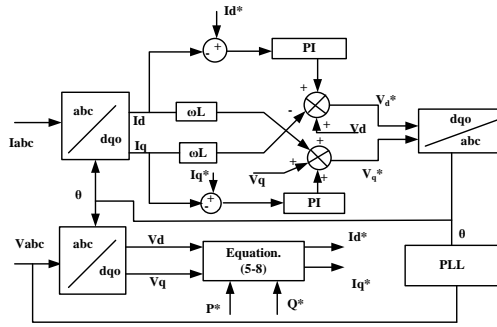 Id*
- +
PI
+
+
abc
dqo
Iabc
Id
Iq
ωL
ωL
-
+
Vd
Vd*
+
+
+
Vq
Vq*
dqo
abc
Iq*
+
-
PI
θ
θ
Vabc
abc
dqo
Vd
Vq
Equation.
(5-8)
Id*
Iq*
P*
Q*
PLL